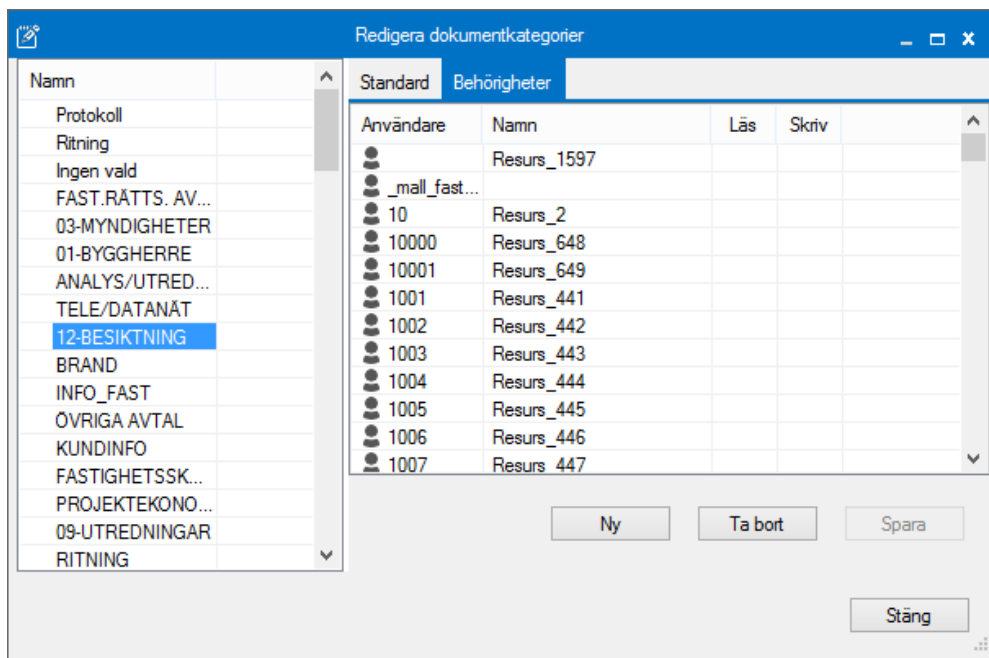 Redigera dokumentkategorier
Namn
Protokoll
Ritning
Ingen vald
FAST.RÄTTS. AV...
03-MYNDIGHETER
01-BYGGHERRE
ANALYS/UTRED...
TELE/DATANÄT
12-BESIKTNING
BRAND
INFO_FAST
ÖVRIGA AVTAL
KUNDINFO
FASTIGHETSSK...
PROJEKTEKONO...
09-UTREDNINGAR
RITNING
Standard Behörigheter
Användare Namn Läs Skriv
Resurs_1597
_mall_fast...
10 Resurs_2
10000 Resurs_648
10001 Resurs_649
1001 Resurs_441
1002 Resurs_442
1003 Resurs_443
1004 Resurs_444
1005 Resurs_445
1006 Resurs_446
1007 Resurs_447
Ny Ta bort Spara
Stäng